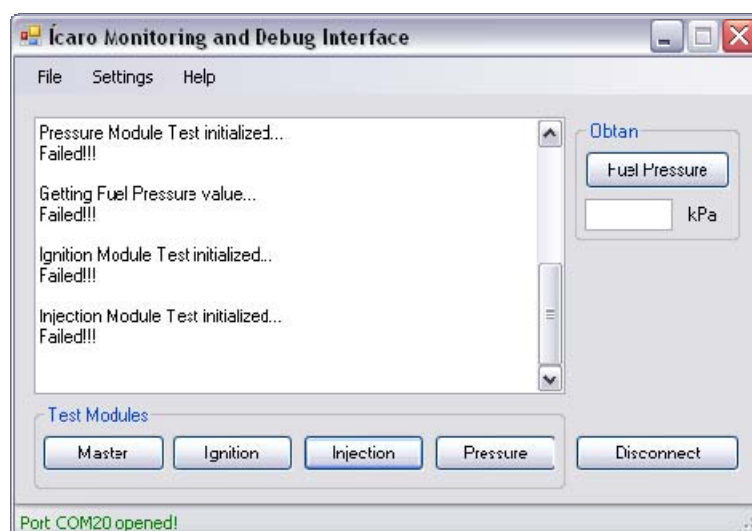 Ícaro Monitoring and Debug Interface
File Settings Help
Pressure Module Test initialized...
Failed!!!
Getting Fuel Pressure value...
Failed!!!
Ignition Module Test initialized...
Failed!!!
Injection Module Test initialized...
Failed!!!
Obtan
Fuel Pressure
kPa
Test Modules
Master Ignition Injection Pressure Disconnect
Port COM20 opened!